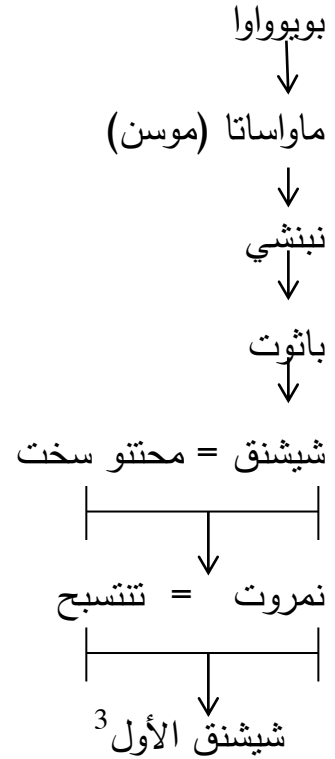 بويوواوا
ماواساتا (موسن)
نبنشي
باثوت
شيشنق = محتنو سخت
نمروت = تنتسبح
شيشنق الأول3